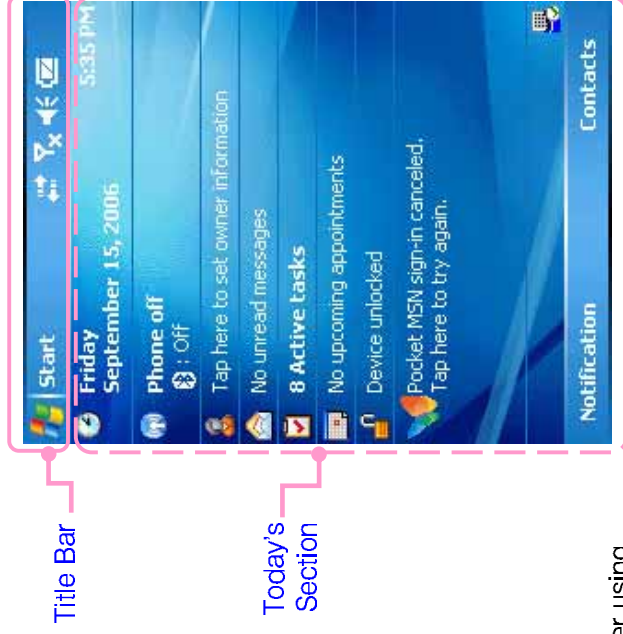 Title Bar
Today's
Section
Start
5:35 PM
Friday
September 15, 2006
Phone off
: Off
Tap here to set owner information
No unread messages
8 Active tasks
No upcoming appointments
Device unlocked
Pocket MSN sign-in canceled.
Tap here to try again.
Notification
Contacts
using